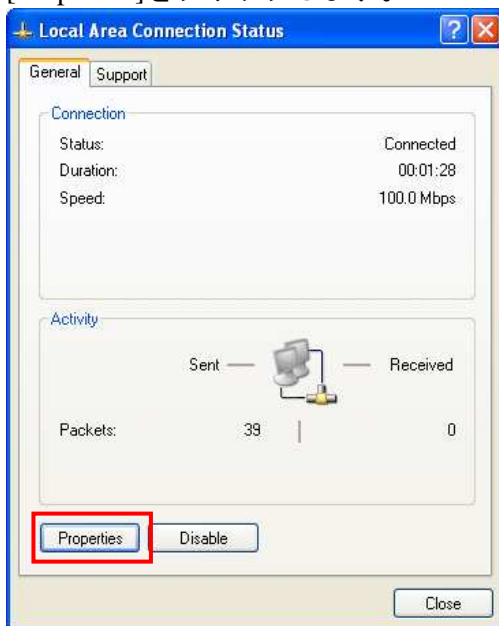 Local Area Connection Status
General Support
Connection
Status: Connected
Duration: 00:01:28
Speed: 100.0 Mbps
Activity
Sent Received
Packets: 39 0
Properties Disable
Close